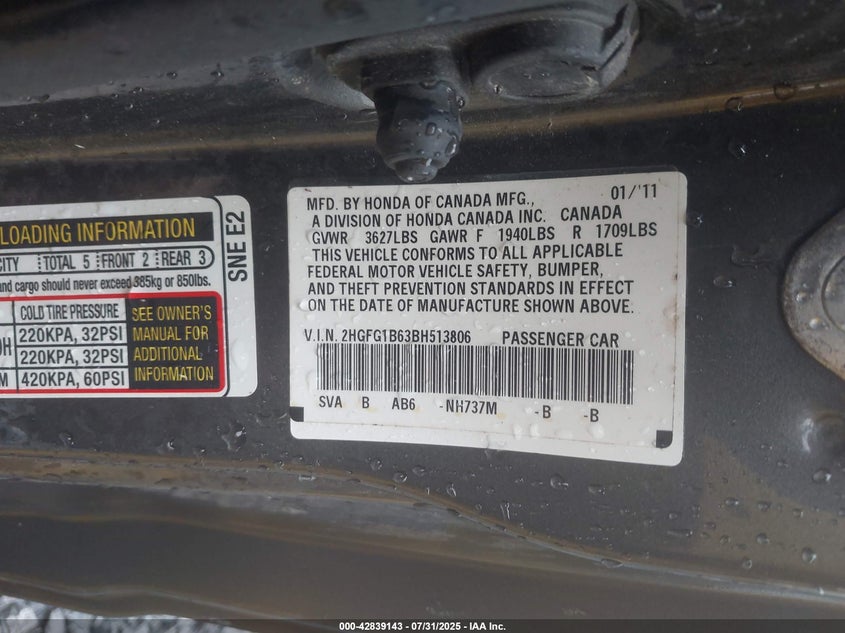 LOADING INFORMATION
CITY TOTAL 5 FRONT 2 REAR 3
and cargo should never exceed 385kg or 850lbs.
COLD TIRE PRESSURE
220KPA, 32PSI
220KPA, 32PSI
420KPA, 60PSI
SEE OWNER'S
MANUAL FOR
ADDITIONAL
INFORMATION
SNE E2
MFD. BY HONDA OF CANADA MFG., 01/'11
A DIVISION OF HONDA CANADA INC. CANADA
GVWR 3627LBS GAWR F 1940LBS R 1709LBS
THIS VEHICLE CONFORMS TO ALL APPLICABLE
FEDERAL MOTOR VEHICLE SAFETY, BUMPER,
AND THEFT PREVENTION STANDARDS IN EFFECT
ON THE DATE OF MANUFACTURE SHOWN ABOVE.
V.I.N. 2HGFG1B63BH513806 PASSENGER CAR
SVA B AB6 -NH737M -B -B
000-42839143 - 07/31/2025 - IAA Inc.